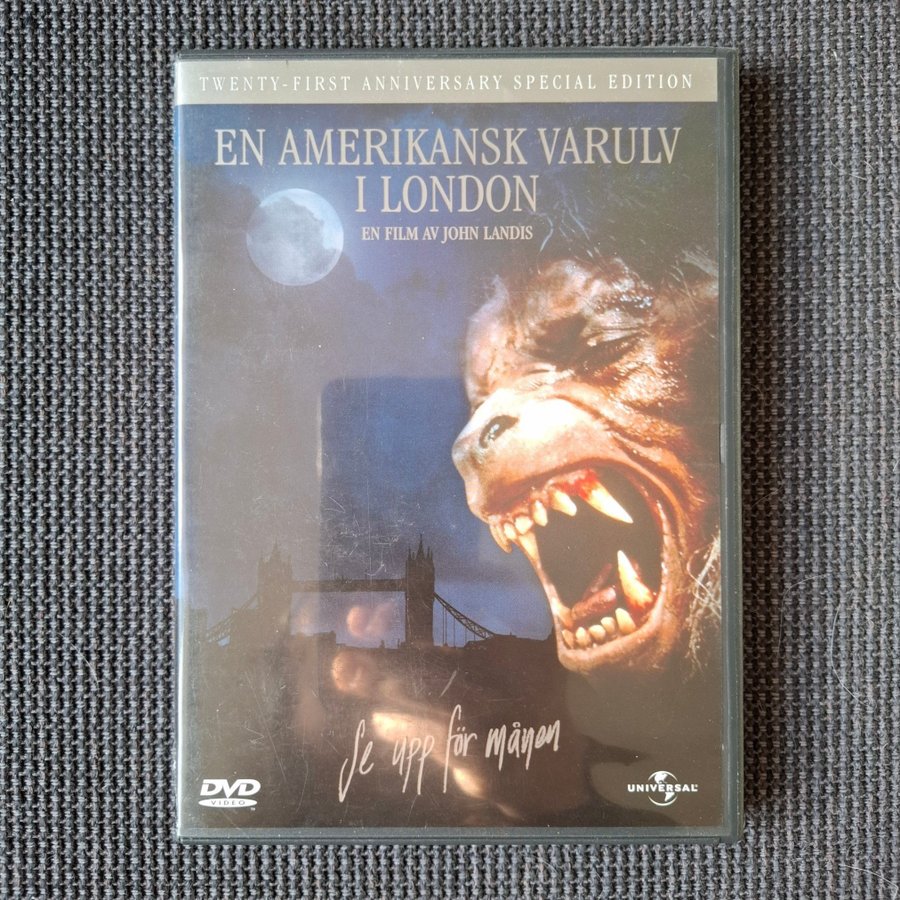 TWENTY-FIRST ANNIVERSARY SPECIAL EDITION
EN AMERIKANSK VARULV
I LONDON
EN FILM AV JOHN LANDIS
Se upp för månen
DVD
VIDEO
UNIVERSAL